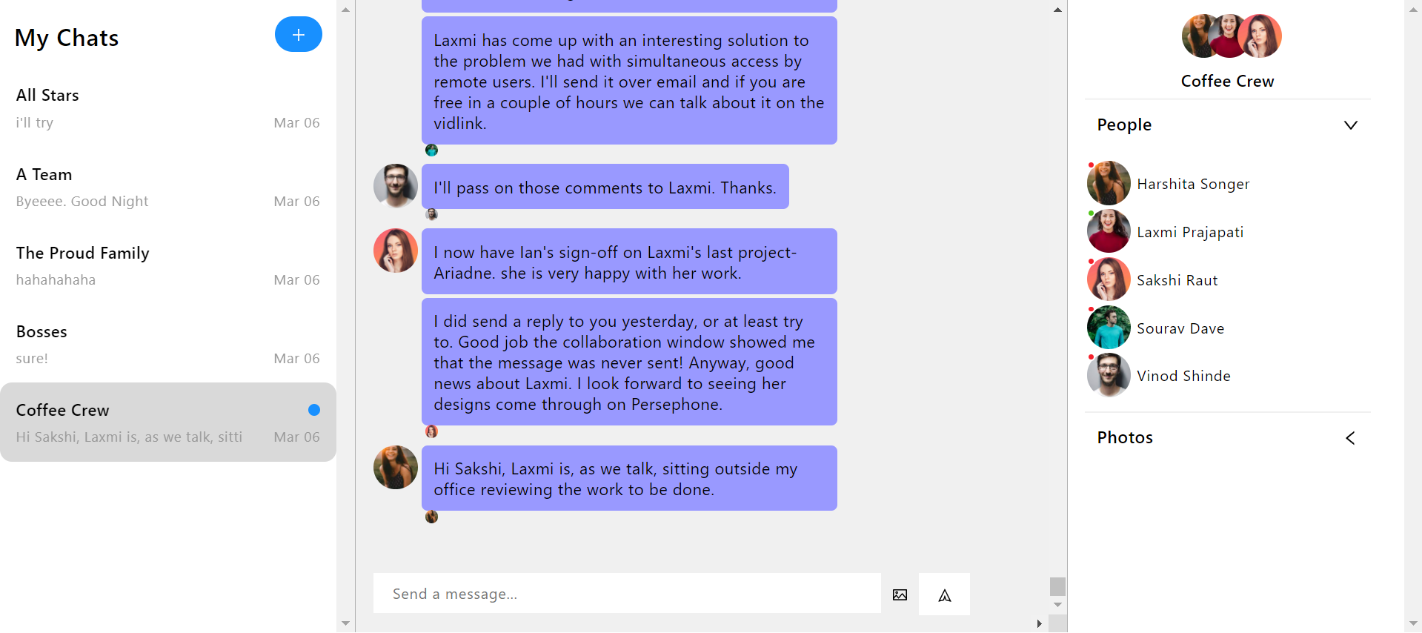 My Chats
+
All Stars
i'll try Mar 06
A Team
Byeeee. Good Night Mar 06
The Proud Family
hahahahaha Mar 06
Bosses
sure! Mar 06
Coffee Crew
Hi Sakshi, Laxmi is, as we talk, sitti Mar 06
Laxmi has come up with an interesting solution to
the problem we had with simultaneous access by
remote users. I'll send it over email and if you are
free in a couple of hours we can talk about it on the
vidlink.
I'll pass on those comments to Laxmi. Thanks.
I now have Ian's sign-off on Laxmi's last project-
Ariadne. she is very happy with her work.
I did send a reply to you yesterday, or at least try
to. Good job the collaboration window showed me
that the message was never sent! Anyway, good
news about Laxmi. I look forward to seeing her
designs come through on Persephone.
Hi Sakshi, Laxmi is, as we talk, sitting outside my
office reviewing the work to be done.
Send a message...
Coffee Crew
People
Harshita Songer
Laxmi Prajapati
Sakshi Raut
Sourav Dave
Vinod Shinde
Photos